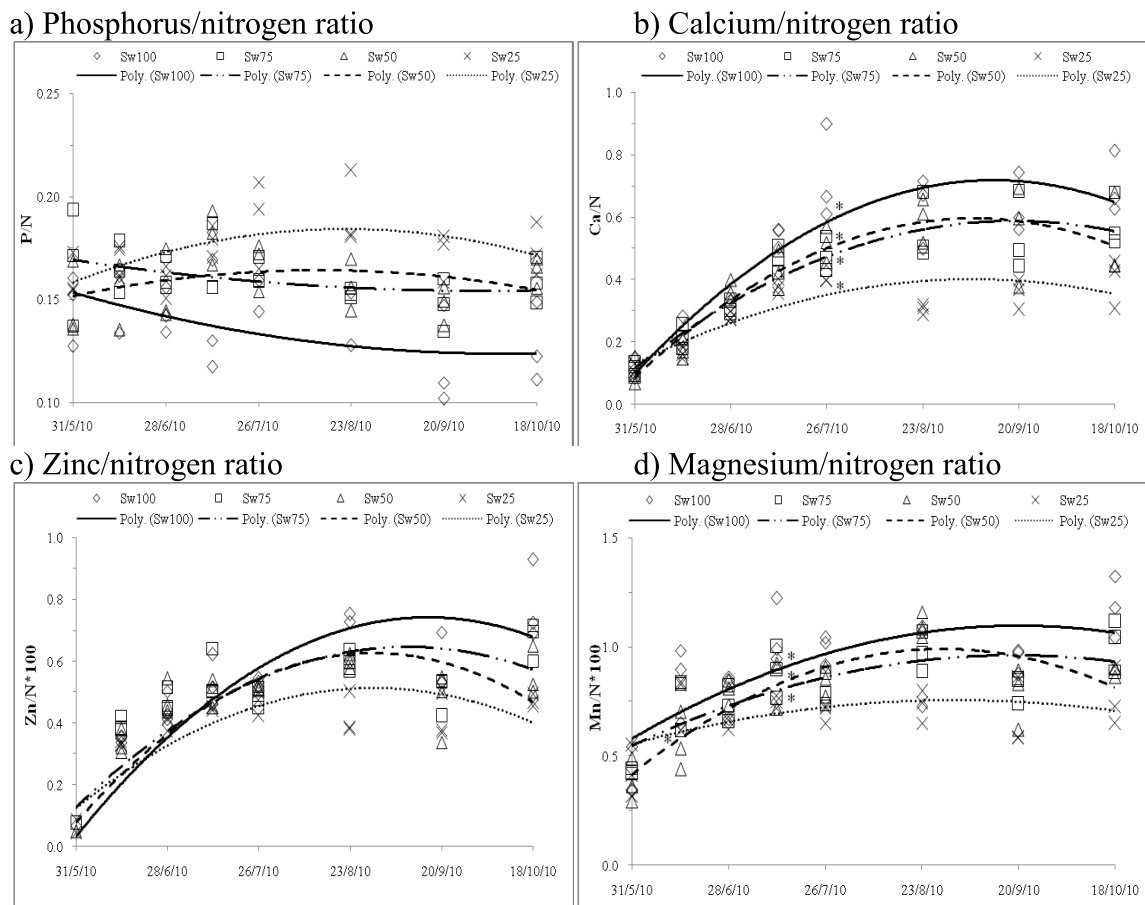 a) Phosphorus/nitrogen ratio
Sw100 Sw75 Sw50 Sw25
Poly. (Sw100) Poly. (Sw75) Poly. (Sw50) Poly. (Sw25)
0.25
0.20
0.15
0.10
P/N
31/5/10 28/6/10 26/7/10 23/8/10 20/9/10 18/10/10
b) Calcium/nitrogen ratio
Sw100 Sw75 Sw50 Sw25
Poly. (Sw100) Poly. (Sw75) Poly. (Sw50) Poly. (Sw25)
1.0
0.8
0.6
0.4
0.2
0.0
Ca/N
* 
*
*
*
31/5/10 28/6/10 26/7/10 23/8/10 20/9/10 18/10/10
c) Zinc/nitrogen ratio
Sw100 Sw75 Sw50 Sw25
Poly. (Sw100) Poly. (Sw75) Poly. (Sw50) Poly. (Sw25)
1.0
0.8
0.6
0.4
0.2
0.0
Zn/N*100
31/5/10 28/6/10 26/7/10 23/8/10 20/9/10 18/10/10
d) Magnesium/nitrogen ratio
Sw100 Sw75 Sw50 Sw25
Poly. (Sw100) Poly. (Sw75) Poly. (Sw50) Poly. (Sw25)
1.5
1.0
0.5
0.0
Mn/N*100
*
*
*
*
31/5/10 28/6/10 26/7/10 23/8/10 20/9/10 18/10/10